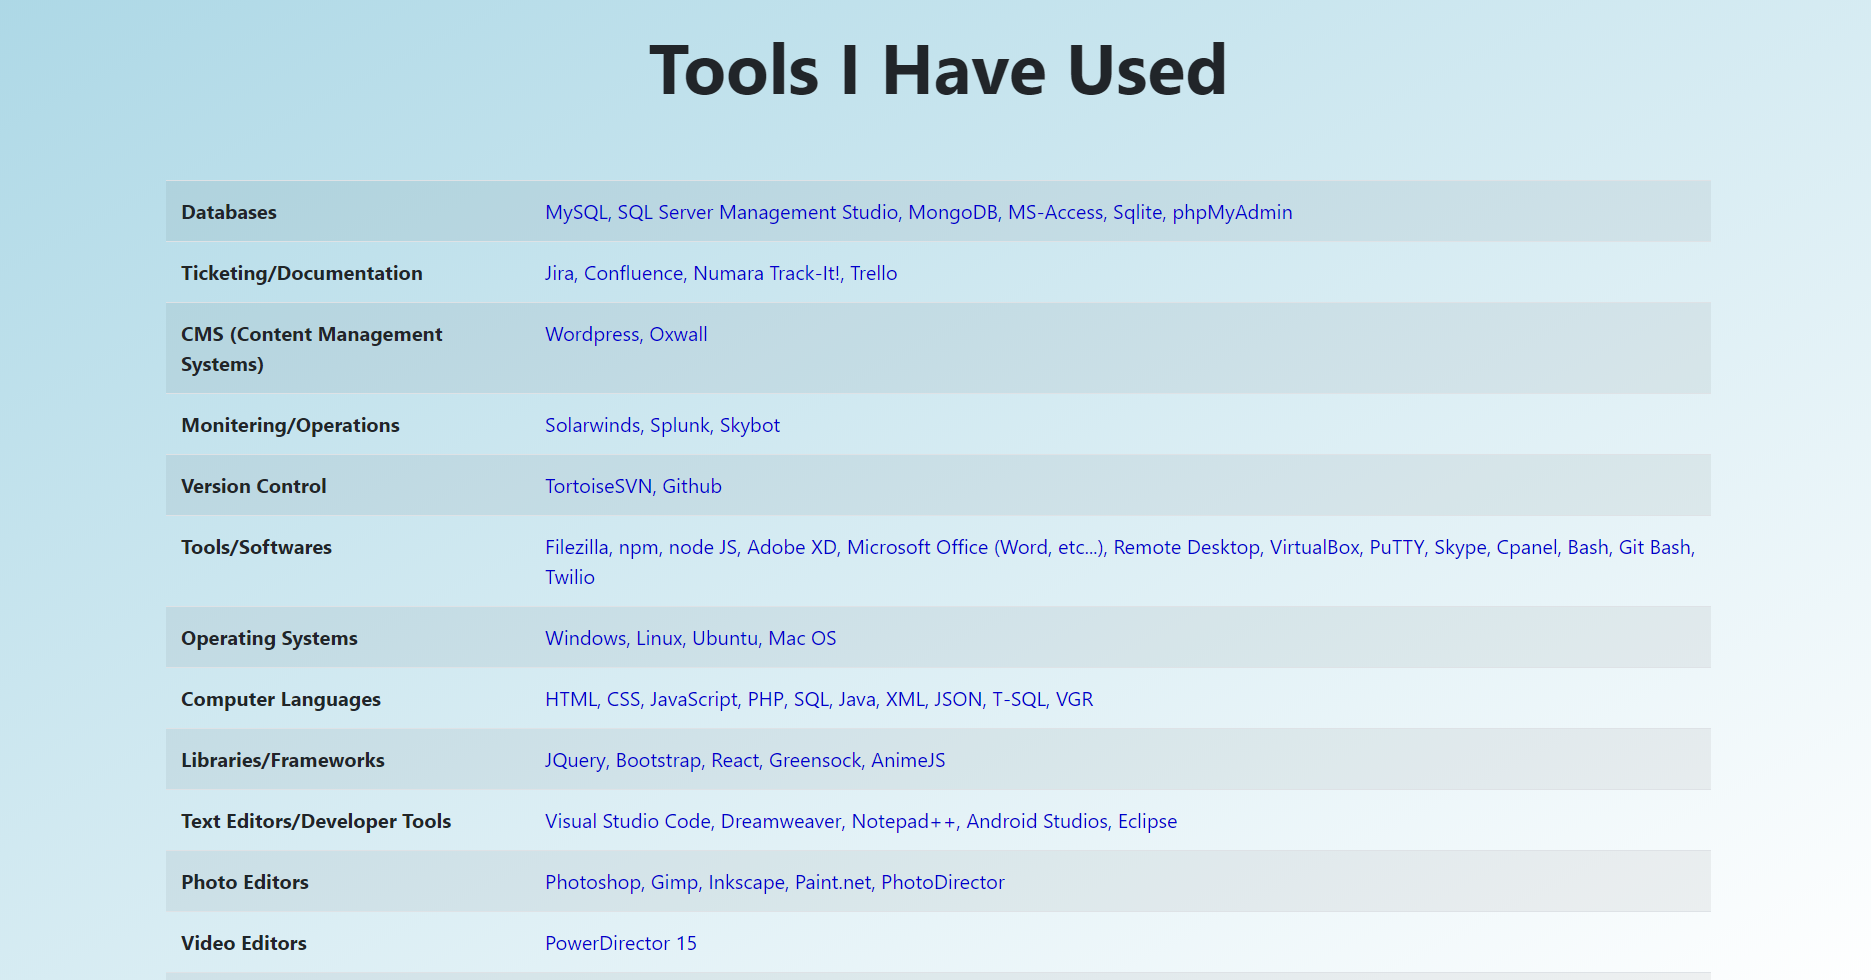 Tools I Have Used
Databases MySQL, SQL Server Management Studio, MongoDB, MS-Access, Sqlite, phpMyAdmin
Ticketing/Documentation Jira, Confluence, Numara Track-It!, Trello
CMS (Content Management Wordpress, Oxwall
Systems)
Monitering/Operations Solarwinds, Splunk, Skybot
Version Control TortoiseSVN, Github
Tools/Softwares Filezilla, npm, node JS, Adobe XD, Microsoft Office (Word, etc...), Remote Desktop, VirtualBox, PuTTY, Skype, Cpanel, Bash, Git Bash,
Twilio
Operating Systems Windows, Linux, Ubuntu, Mac OS
Computer Languages HTML, CSS, JavaScript, PHP, SQL, Java, XML, JSON, T-SQL, VGR
Libraries/Frameworks JQuery, Bootstrap, React, Greensock, AnimeJS
Text Editors/Developer Tools Visual Studio Code, Dreamweaver, Notepad++, Android Studios, Eclipse
Photo Editors Photoshop, Gimp, Inkscape, Paint.net, PhotoDirector
Video Editors PowerDirector 15